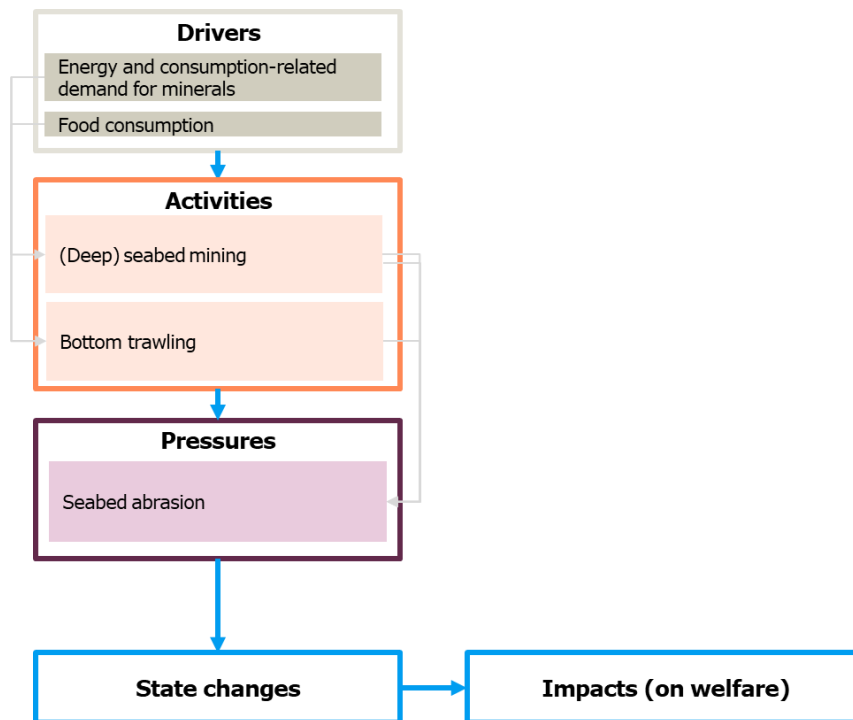 Drivers
Energy and consumption-related
demand for minerals
Food consumption
Activities
(Deep) seabed mining
Bottom trawling
Pressures
Seabed abrasion
State changes
Impacts (on welfare)